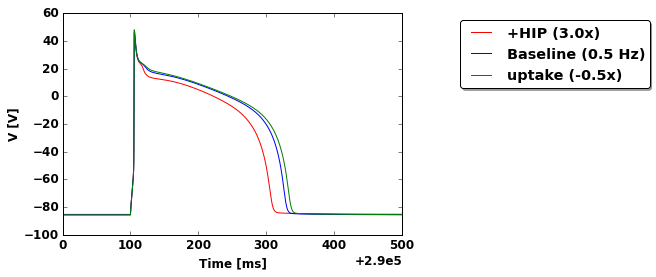 60
40
20
0
−20
−40
−60
−80
−100
V [V]
0 100 200 300 400 500
Time [ms]
+2.9e5
+HIP (3.0x)
Baseline (0.5 Hz)
uptake (-0.5x)